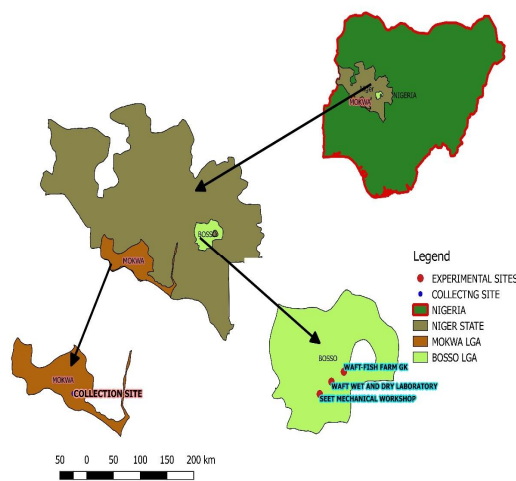 Niger
NIGERIA
MOKWA
BOSSO
MOKWA
Legend
EXPERIMENTAL SITES
COLLECTNG SITE
NIGERIA
NIGER STATE
MOKWA LGA
BOSSO LGA
BOSSO
WAFT-FISH FARM GK
WAFT WET AND DRY LABORATORY
SEET MECHANICAL WORKSHOP
MOKWA
COLLECTION SITE
50 0 50 100 150 200 km